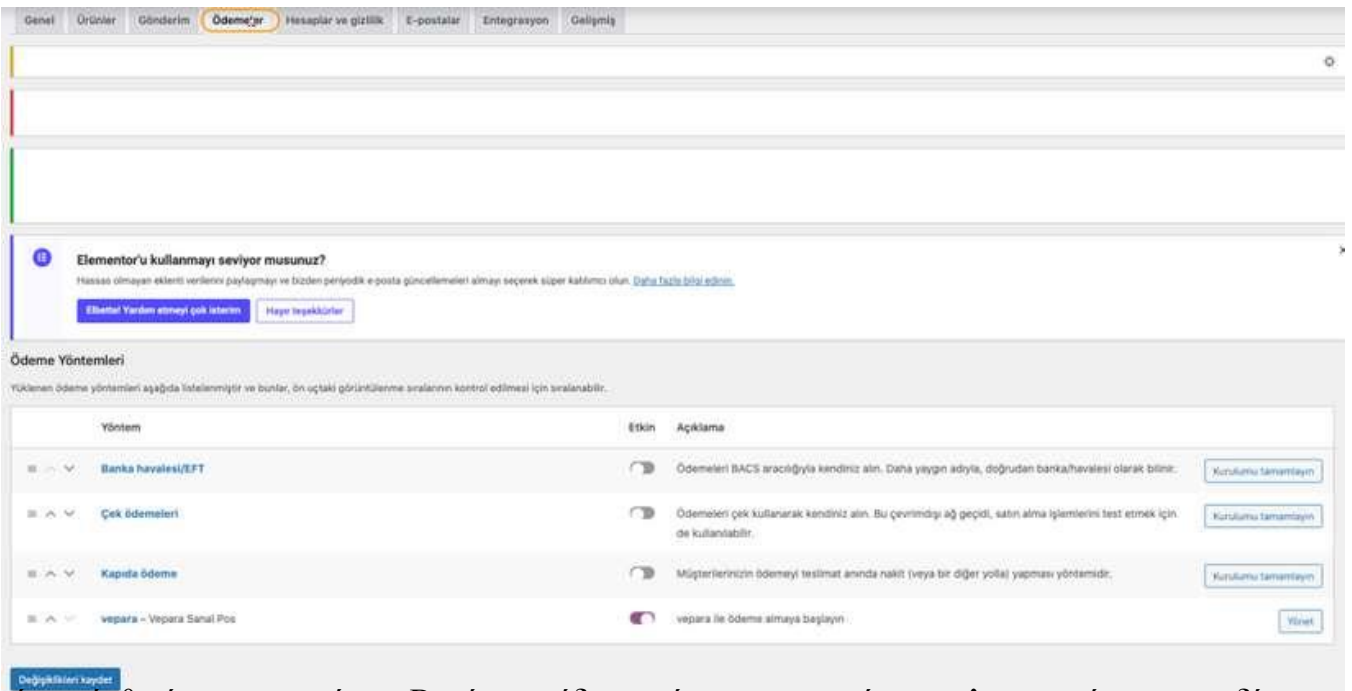 Genel Ürünler Gönderim Ödemeler Hesaplar ve gizlilik E-postalar Entegrasyon Gelişmiş
Elementor'u kullanmayı seviyor musunuz?
Hassas olmayan eklenti verilerini paylaşmayı ve bizden periyodik e-posta güncellemeleri almayı seçerek süper katılımcı olun. Daha fazla bilgi edinin.
Elbette! Yardım etmeyi çok isterim Hayır teşekkürler
Ödeme Yöntemleri
Yüklenen ödeme yöntemleri aşağıda listelenmiştir ve bunlar, ön uçtaki görüntülenme sıralarının kontrol edilmesi için sıralanabilir.
Yöntem Etkin Açıklama
Banka havalesi/EFT Ödemeleri BACS aracılığıyla kendiniz alın. Daha yaygın adıyla, doğrudan banka/havalesi olarak bilinir. Kurulumu tamamlayın
Çek ödemeleri Ödemeleri çek kullanarak kendiniz alın. Bu çevrimdışı ağ geçidi, satın alma işlemlerini test etmek için
de kullanılabilir. Kurulumu tamamlayın
Kapıda ödeme Müşterilerinizin ödemeyi teslimat anında nakit (veya bir diğer yolla) yapması yöntemidir. Kurulumu tamamlayın
vepara – Vepara Sanal Pos vepara ile ödeme almaya başlayın Yönet
Değişiklikleri kaydet